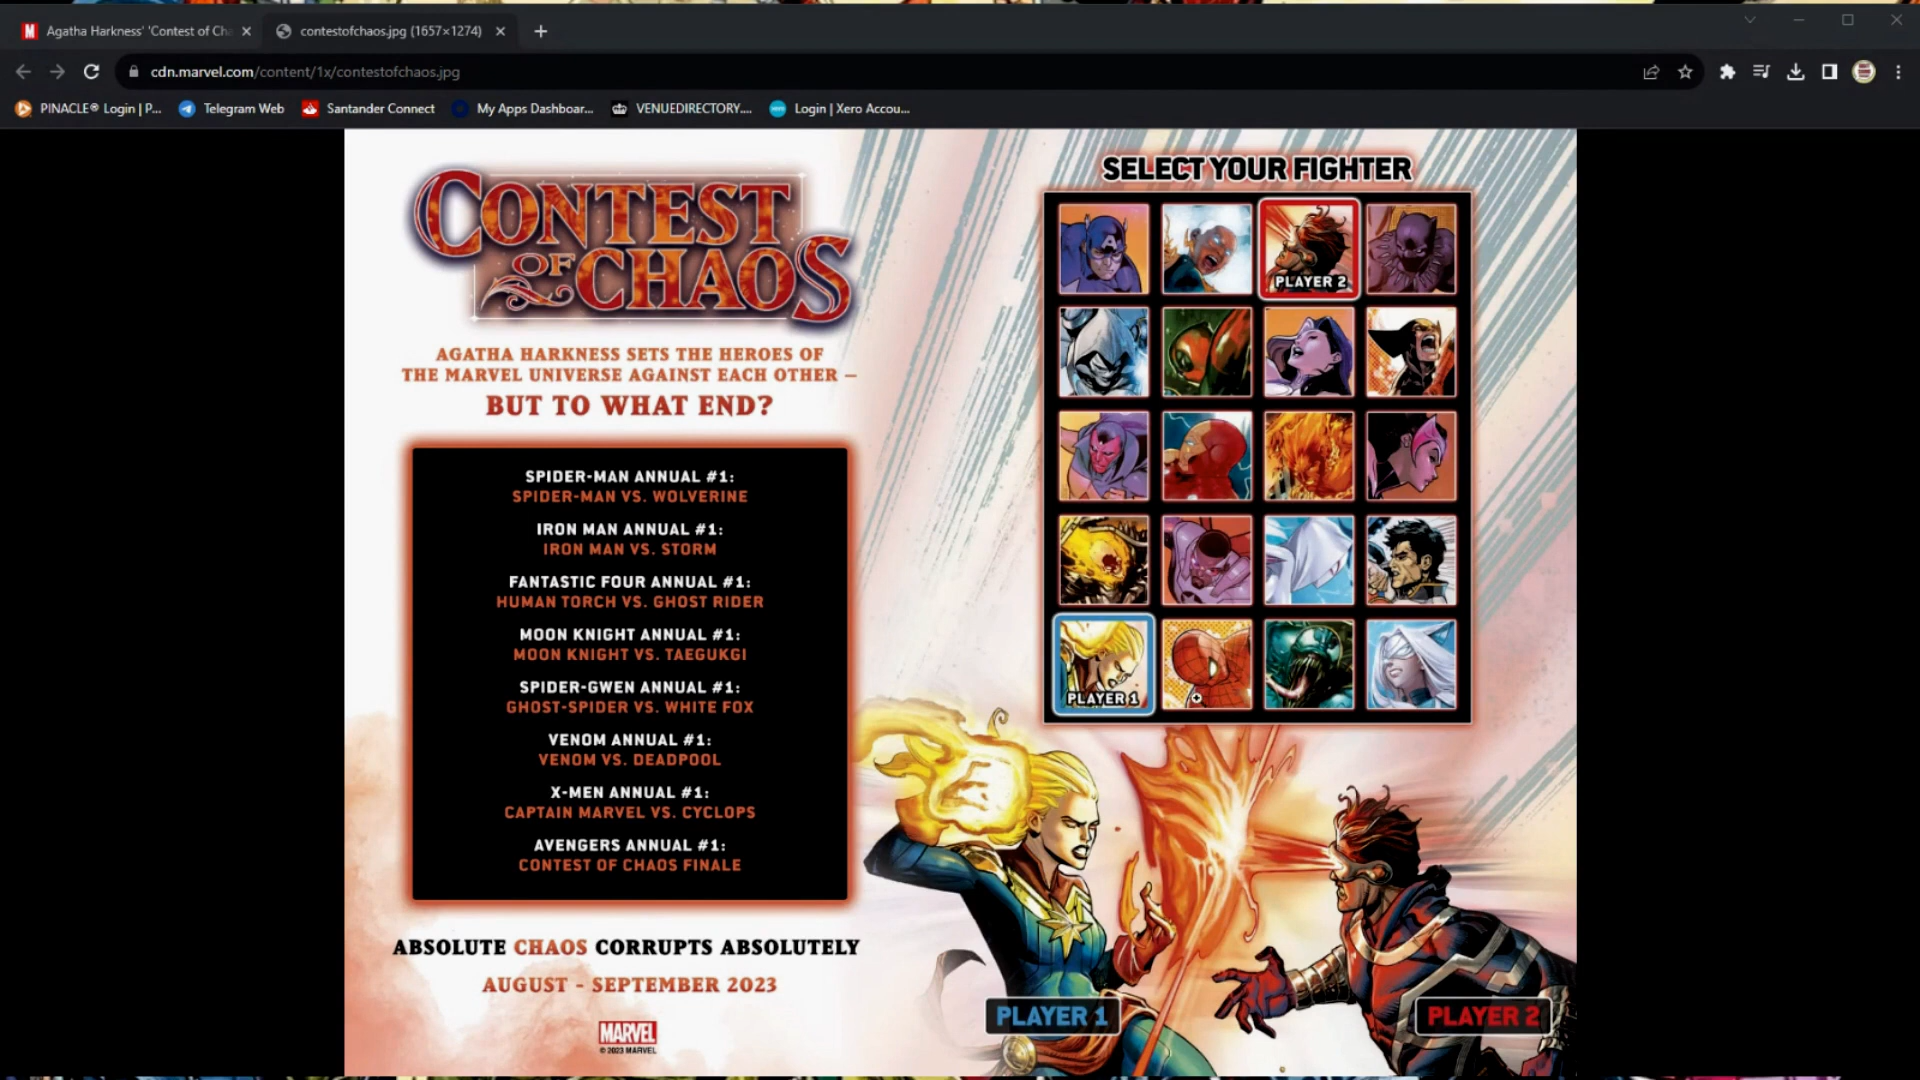 Agatha Harkness' 'Contest of Cha
contestofchaos.jpg (1657×1274)
cdn.marvel.com/content/1x/contestofchaos.jpg
PINACLE® Login | P...
Telegram Web
Santander Connect
My Apps Dashboar...
VENUEDIRECTORY....
Login | Xero Accou...
CONTEST
OF CHAOS
AGATHA HARKNESS SETS THE HEROES OF
THE MARVEL UNIVERSE AGAINST EACH OTHER –
BUT TO WHAT END?
SPIDER-MAN ANNUAL #1:
SPIDER-MAN VS. WOLVERINE
IRON MAN ANNUAL #1:
IRON MAN VS. STORM
FANTASTIC FOUR ANNUAL #1:
HUMAN TORCH VS. GHOST RIDER
MOON KNIGHT ANNUAL #1:
MOON KNIGHT VS. TAEGUKGI
SPIDER-GWEN ANNUAL #1:
GHOST-SPIDER VS. WHITE FOX
VENOM ANNUAL #1:
VENOM VS. DEADPOOL
X-MEN ANNUAL #1:
CAPTAIN MARVEL VS. CYCLOPS
AVENGERS ANNUAL #1:
CONTEST OF CHAOS FINALE
ABSOLUTE CHAOS CORRUPTS ABSOLUTELY
AUGUST - SEPTEMBER 2023
MARVEL
© 2023 MARVEL
SELECT YOUR FIGHTER
PLAYER 2
PLAYER 1
PLAYER 1
PLAYER 2